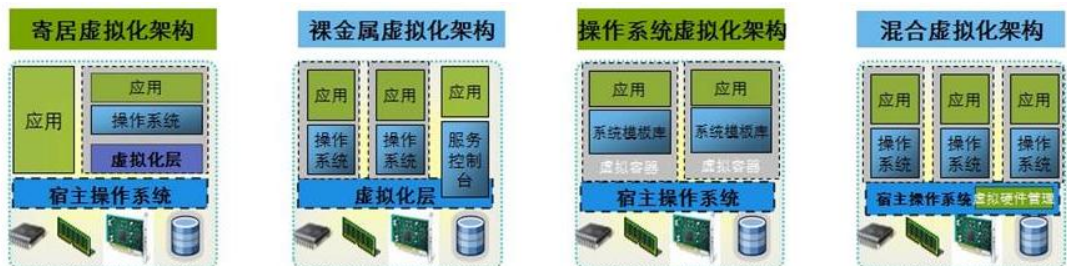 寄居虚拟化架构
裸金属虚拟化架构
操作系统虚拟化架构
混合虚拟化架构
应用
应用
操作系统
虚拟化层
宿主操作系统
应用
应用
应用
操作
系统
操作
系统
服务
控制
台
虚拟化层
应用
应用
系统模板库
系统模板库
虚拟容器
虚拟容器
宿主操作系统
应用
应用
应用
操作
系统
操作
系统
操作
系统
宿主操作系统
虚拟硬件管理